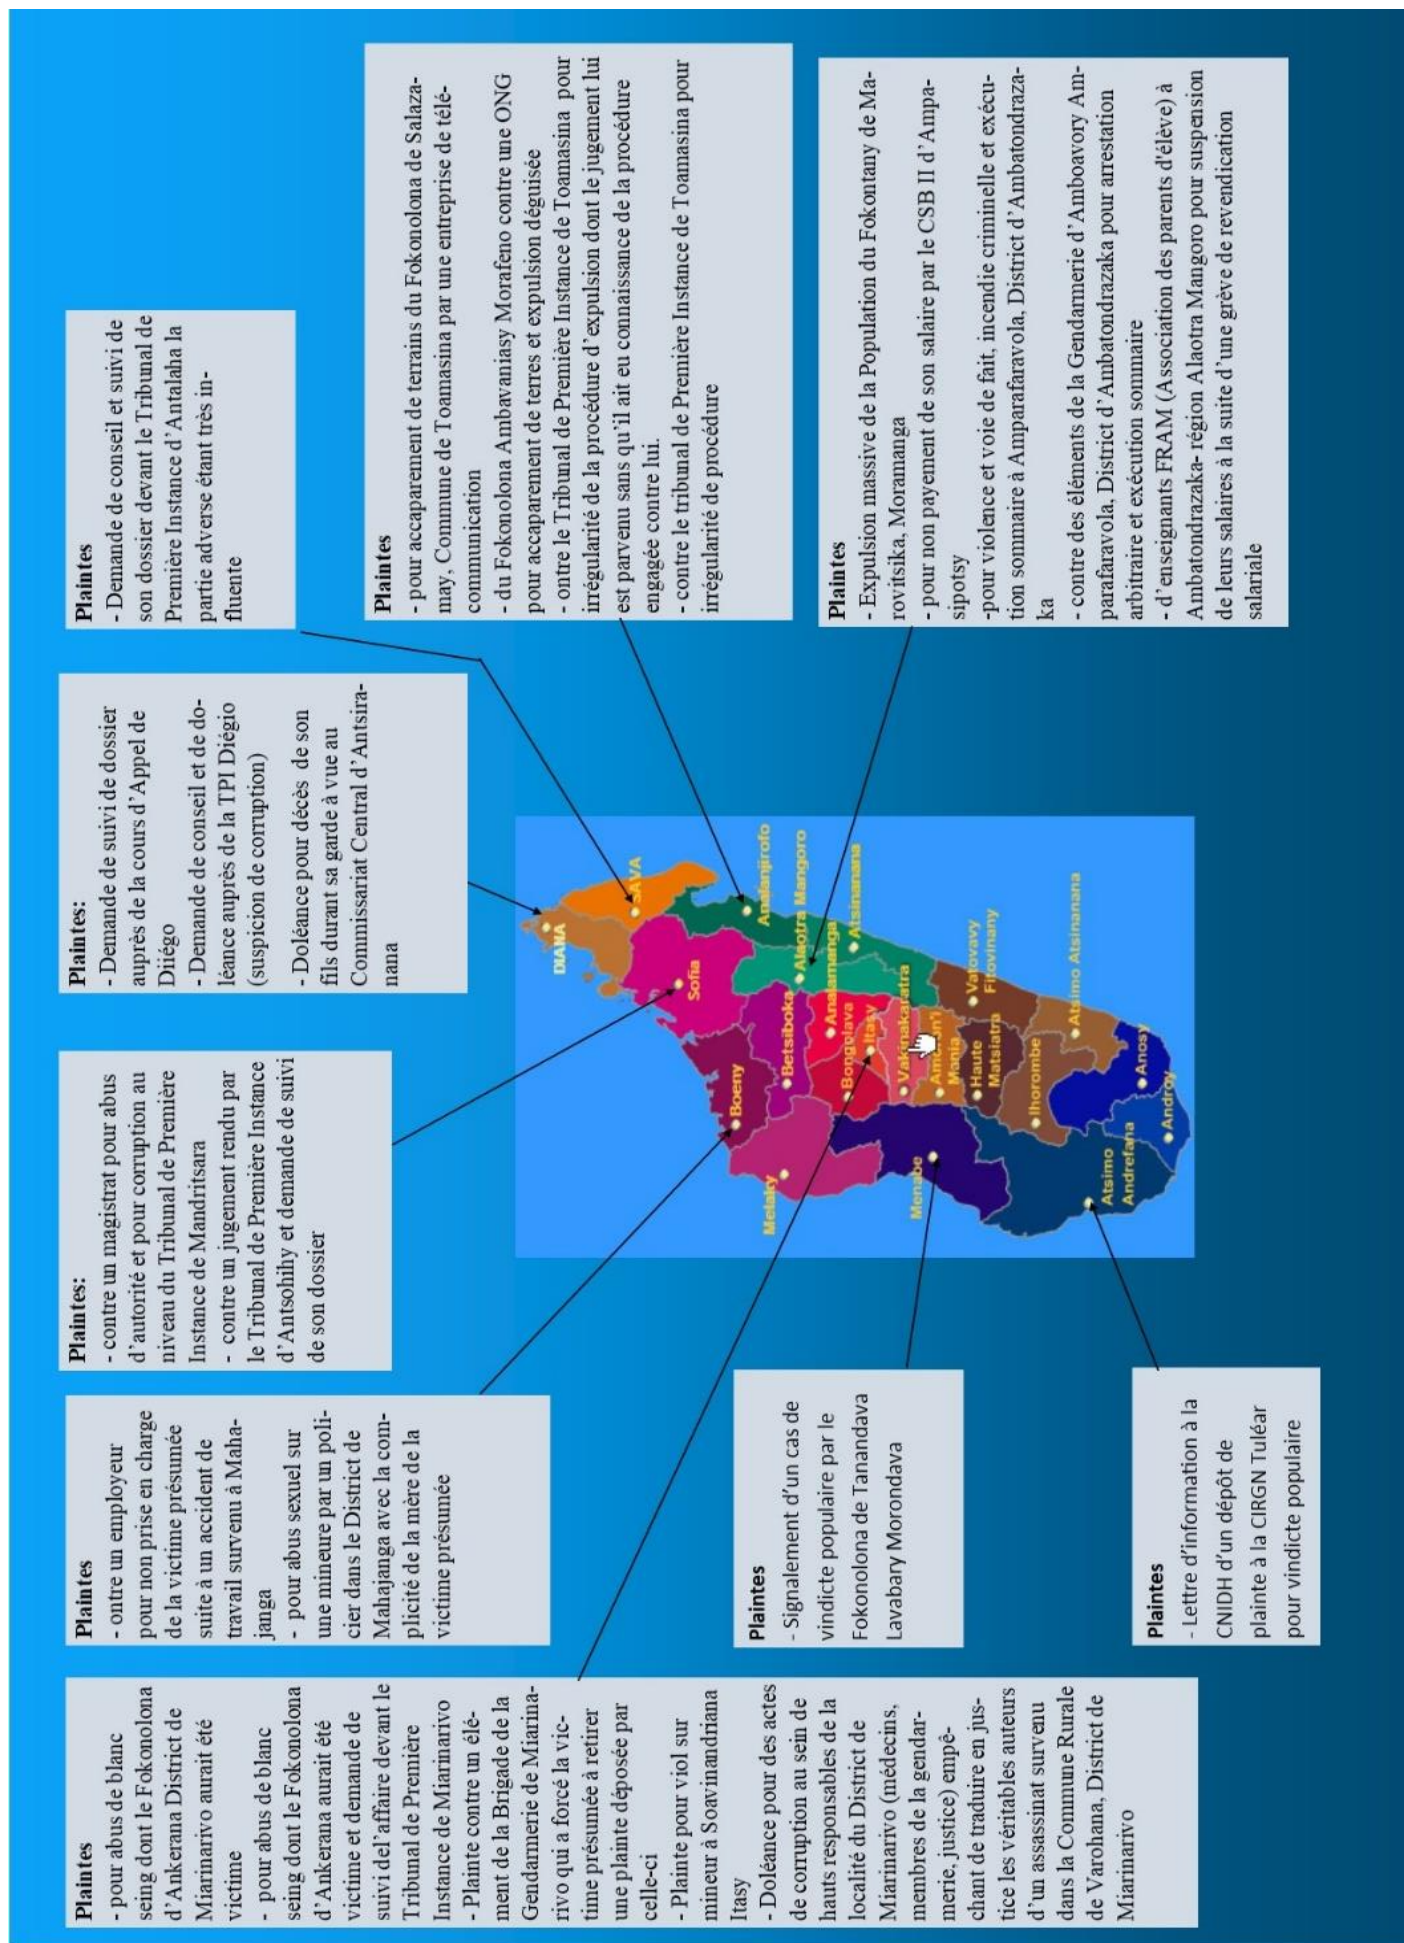 Plaintes
- pour abus de blanc
seing dont le Fokonolona
d'Ankerana District de
Miarinarivo aurait été
victime
- pour abus de blanc
seing dont le Fokonolona
d'Ankerana aurait été
victime et demande de
suivi del'affaire devant le
Tribunal de Première
Instance de Miarinarivo
- Plainte contre un élé-
ment de la Brigade de la
Gendarmerie de Miarina-
rivo qui a forcé la vic-
time présumée à retirer
une plainte déposée par
celle-ci
- Plainte pour viol sur
mineur à Soavinandriana
Itasy
- Doléance pour des actes
de corruption au sein de
hauts responsables de la
localité du District de
Miarinarivo (médecins,
membres de la gendar-
merie, justice) empê-
chant de traduire en jus-
tice les véritables auteurs
d'un assassinat survenu
dans la Commune Rurale
de Varohana, District de
Miarinarivo
Plaintes
- ontre un employeur
pour non prise en charge
de la victime présumée
suite à un accident de
travail survenu à Maha-
janga
- pour abus sexuel sur
une mineure par un poli-
cier dans le District de
Mahajanga avec la com-
plicité de la mère de la
victime présumée
Plaintes:
- contre un magistrat pour abus
d'autorité et pour corruption au
niveau du Tribunal de Première
Instance de Mandritsara
- contre un jugement rendu par
le Tribunal de Première Instance
d'Antsohihy et demande de suivi
de son dossier
Plaintes:
- Demande de suivi de dossier
auprès de la cours d'Appel de
Diiégo
- Demande de conseil et de do-
léance auprès de la TPI Diégio
(suspicion de corruption)
- Doléance pour décès de son
fils durant sa garde à vue au
Commissariat Central d'Antsira-
nana
Plaintes
- Demande de conseil et suivi de
son dossier devant le Tribunal de
Première Instance d'Antalaha la
partie adverse étant très in-
fluente
Plaintes
- pour accaparement de terrains du Fokonolona de Salaza-
may, Commune de Toamasina par une entreprise de télé-
communication
- du Fokonolona Ambavaniasy Morafeno contre une ONG
pour accaparement de terres et expulsion déguisée
- ontre le Tribunal de Première Instance de Toamasina pour
irrégularité de la procédure d'expulsion dont le jugement lui
est parvenu sans qu'il ait eu connaissance de la procédure
engagée contre lui.
- contre le tribunal de Première Instance de Toamasina pour
irrégularité de procédure
Plaintes
- Expulsion massive de la Population du Fokontany de Ma-
rovitsika, Moramanga
- pour non payement de son salaire par le CSB II d'Ampa-
sipotsy
-pour violence et voie de fait, incendie criminelle et exécu-
tion sommaire à Amparafaravola, District d'Ambatondraza-
ka
- contre des éléments de la Gendarmerie d'Amboavory Am-
parafaravola, District d'Ambatondrazaka pour arrestation
arbitraire et exécution sommaire
- d'enseignants FRAM (Association des parents d'élève) à
Ambatondrazaka- région Alaotra Mangoro pour suspension
de leurs salaires à la suite d'une grève de revendication
salariale
Plaintes
- Signalement d'un cas de
vindicte populaire par le
Fokonolona de Tanandava
Lavabary Morondava
Plaintes
- Lettre d'information à la
CNIDH d'un dépôt de
plainte à la CIRGN Tuléar
pour vindicte populaire
DIANA
SAVA
Sofia
Boeny
Analanjirofo
Melaky
Betsiboka
Alaotra Mangoro
Analamanga
Bongolava
Atsinanana
Itasy
Vakinakaratra
Menabe
Mania
Haute
Matsiatra
Vatovavy
Fitovinany
Ihorombe
Atsimo Atsinanana
Atsimo
Andrefana
Anosy
Androy